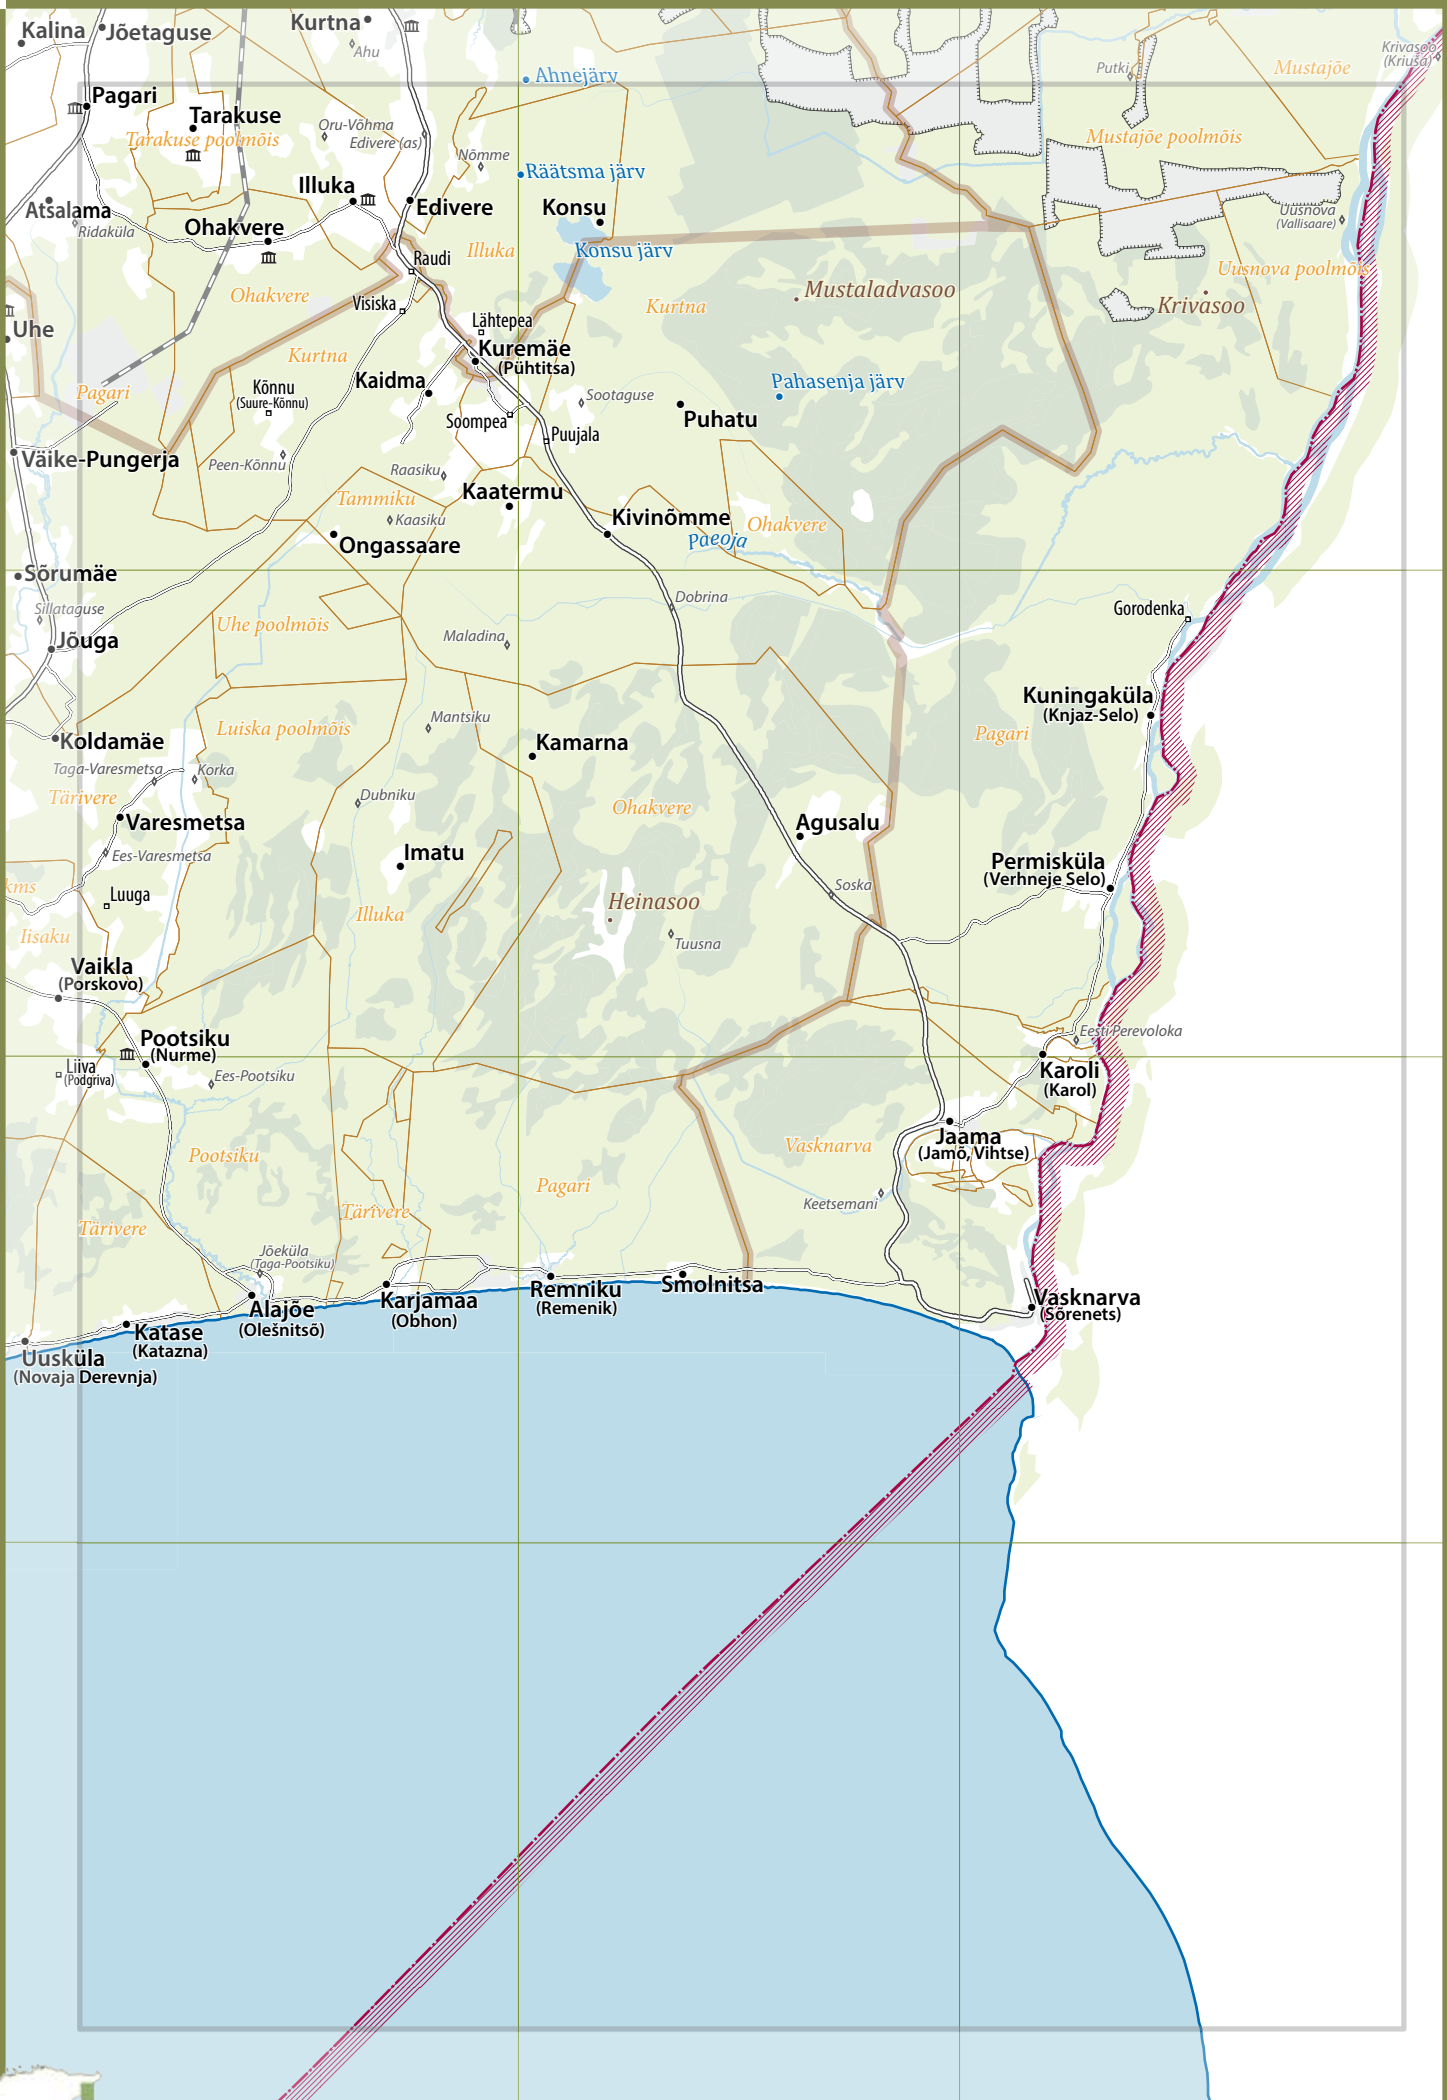 Kalina
Jõetaguse
Kurtna
Ahu
Krivasoo
(Kriuša)
Ahnejärv
Putki
Mustajõe
Pagari
Tarakuse
Tarakuse poolmõis
Oru-Võhma
Edivere (as)
Nõmme
Mustajõe poolmõis
Räätsma järv
Illuka
Edivere
Konsu
Atsalama
Ridaküla
Ohakvere
Uusnova
(Vallisaare)
Illuka
Konsu järv
Raudi
Uusnova poolmõis
Ohakvere
Visiska
Kurtna
Mustaladvasoo
Krivasoo
Uhe
Lähtepea
Kuremäe
(Pühtitsa)
Kurtna
Pagari
Kõnnu
(Suure-Kõnnu)
Kaidma
Sootaguse
Pahasenja järv
Soompea
Puhatu
Puujala
Väike-Pungerja
Peen-Kõnnu
Raasiku
Tammiku
Kaatermu
Kaasiku
Kivinõmme
Ohakvere
Paeoja
Ongassaare
Sõrumäe
Sillataguse
Dobrina
Gorodenka
Uhe poolmõis
Maladina
Jõuga
Kuningaküla
(Knjaz-Selo)
Mantsiku
Luiska poolmõis
Pagari
Koldamäe
Kamarna
Taga-Varesmetsa
Korka
Tärivere
Dubniku
Ohakvere
Varesmetsa
Agusalu
Ees-Varesmetsa
Imatu
Permisküla
(Verhneje Selo)
kms
Luuga
Soska
Heinasoo
Illuka
Iisaku
Tuusna
Vaikla
(Porskovo)
Pootsiku
(Nurme)
Eesti Perevoloka
Liiva
(Podgriva)
Ees-Pootsiku
Karoli
(Karol)
Jaama
(Jamõ, Vihtse)
Pootsiku
Vasknarva
Pagari
Keetsemani
Tärivere
Tärivere
Jõeküla
(Taga-Pootsiku)
Remniku
(Remenik)
Smolnitsa
Karjamaa
(Obhon)
Vasknarva
(Sõrenets)
Alajõe
(Olešnitsõ)
Katase
(Katazna)
Uusküla
(Novaja Derevnja)